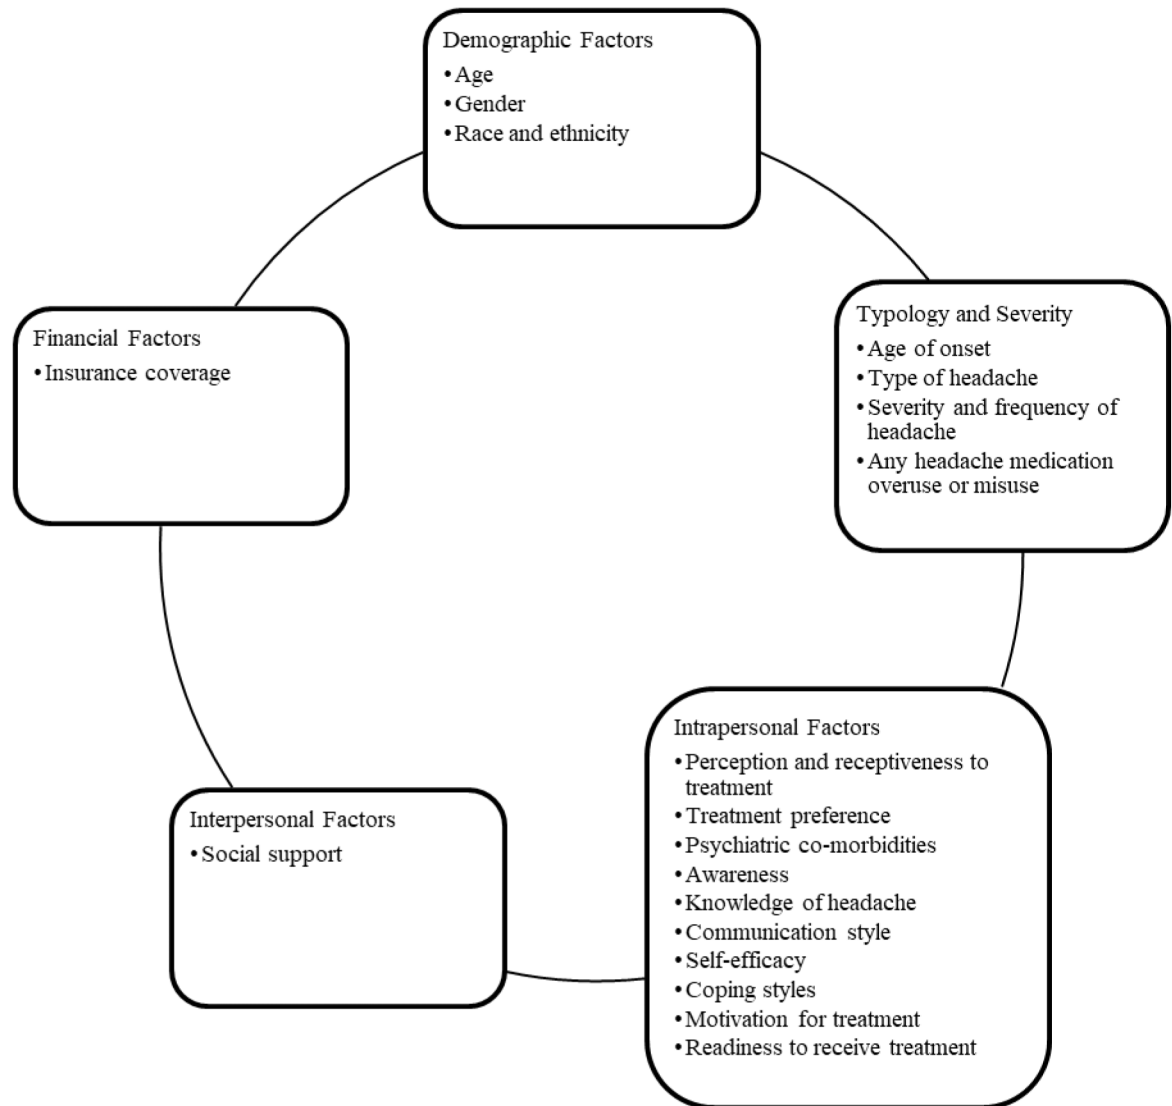 Demographic Factors
•Age
•Gender
•Race and ethnicity
Typology and Severity
•Age of onset
•Type of headache
•Severity and frequency of
headache
•Any headache medication
overuse or misuse
Intrapersonal Factors
•Perception and receptiveness to
treatment
•Treatment preference
•Psychiatric co-morbidities
•Awareness
•Knowledge of headache
•Communication style
•Self-efficacy
•Coping styles
•Motivation for treatment
•Readiness to receive treatment
Interpersonal Factors
•Social support
Financial Factors
•Insurance coverage